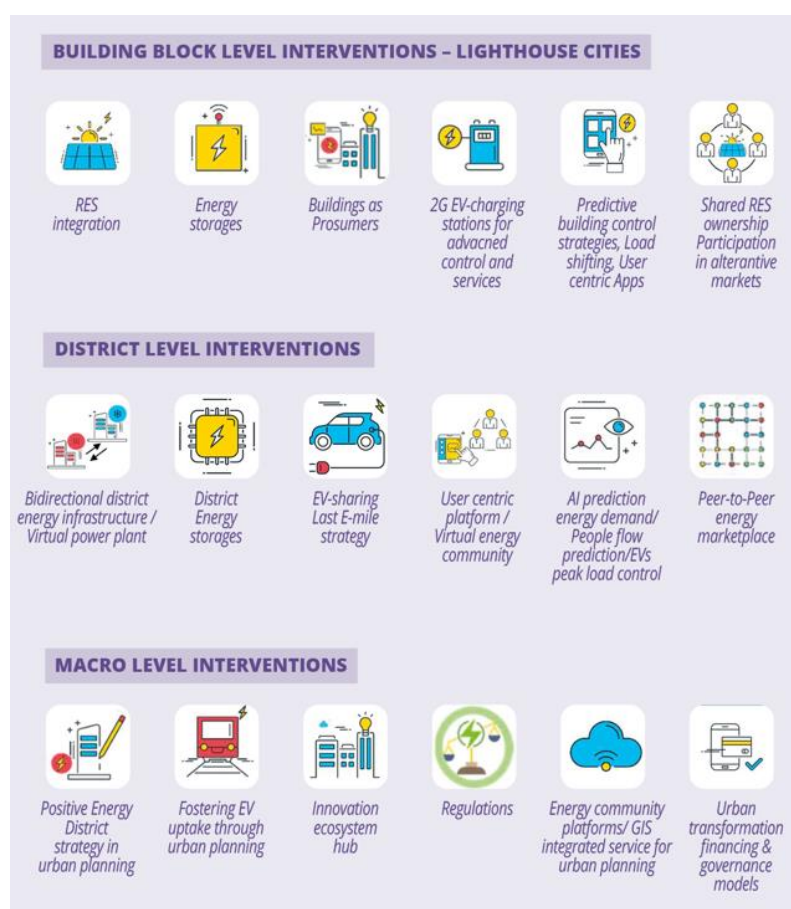 BUILDING BLOCK LEVEL INTERVENTIONS – LIGHTHOUSE CITIES
RES
integration
Energy
storages
Buildings as
Prosumers
2G EV-charging
stations for
advacned
control and
services
Predictive
building control
strategies, Load
shifting, User
centric Apps
Shared RES
ownership
Participation
in alterantive
markets
DISTRICT LEVEL INTERVENTIONS
Bidirectional district
energy infrastructure /
Virtual power plant
District
Energy
storages
EV-sharing
Last E-mile
strategy
User centric
platform /
Virtual energy
community
AI prediction
energy demand/
People flow
prediction/EVs
peak load control
Peer-to-Peer
energy
marketplace
MACRO LEVEL INTERVENTIONS
Positive Energy
District
strategy in
urban planning
Fostering EV
uptake through
urban planning
Innovation
ecosystem
hub
Regulations
Energy community
platforms/ GIS
integrated service for
urban planning
Urban
transformation
financing &
governance
models